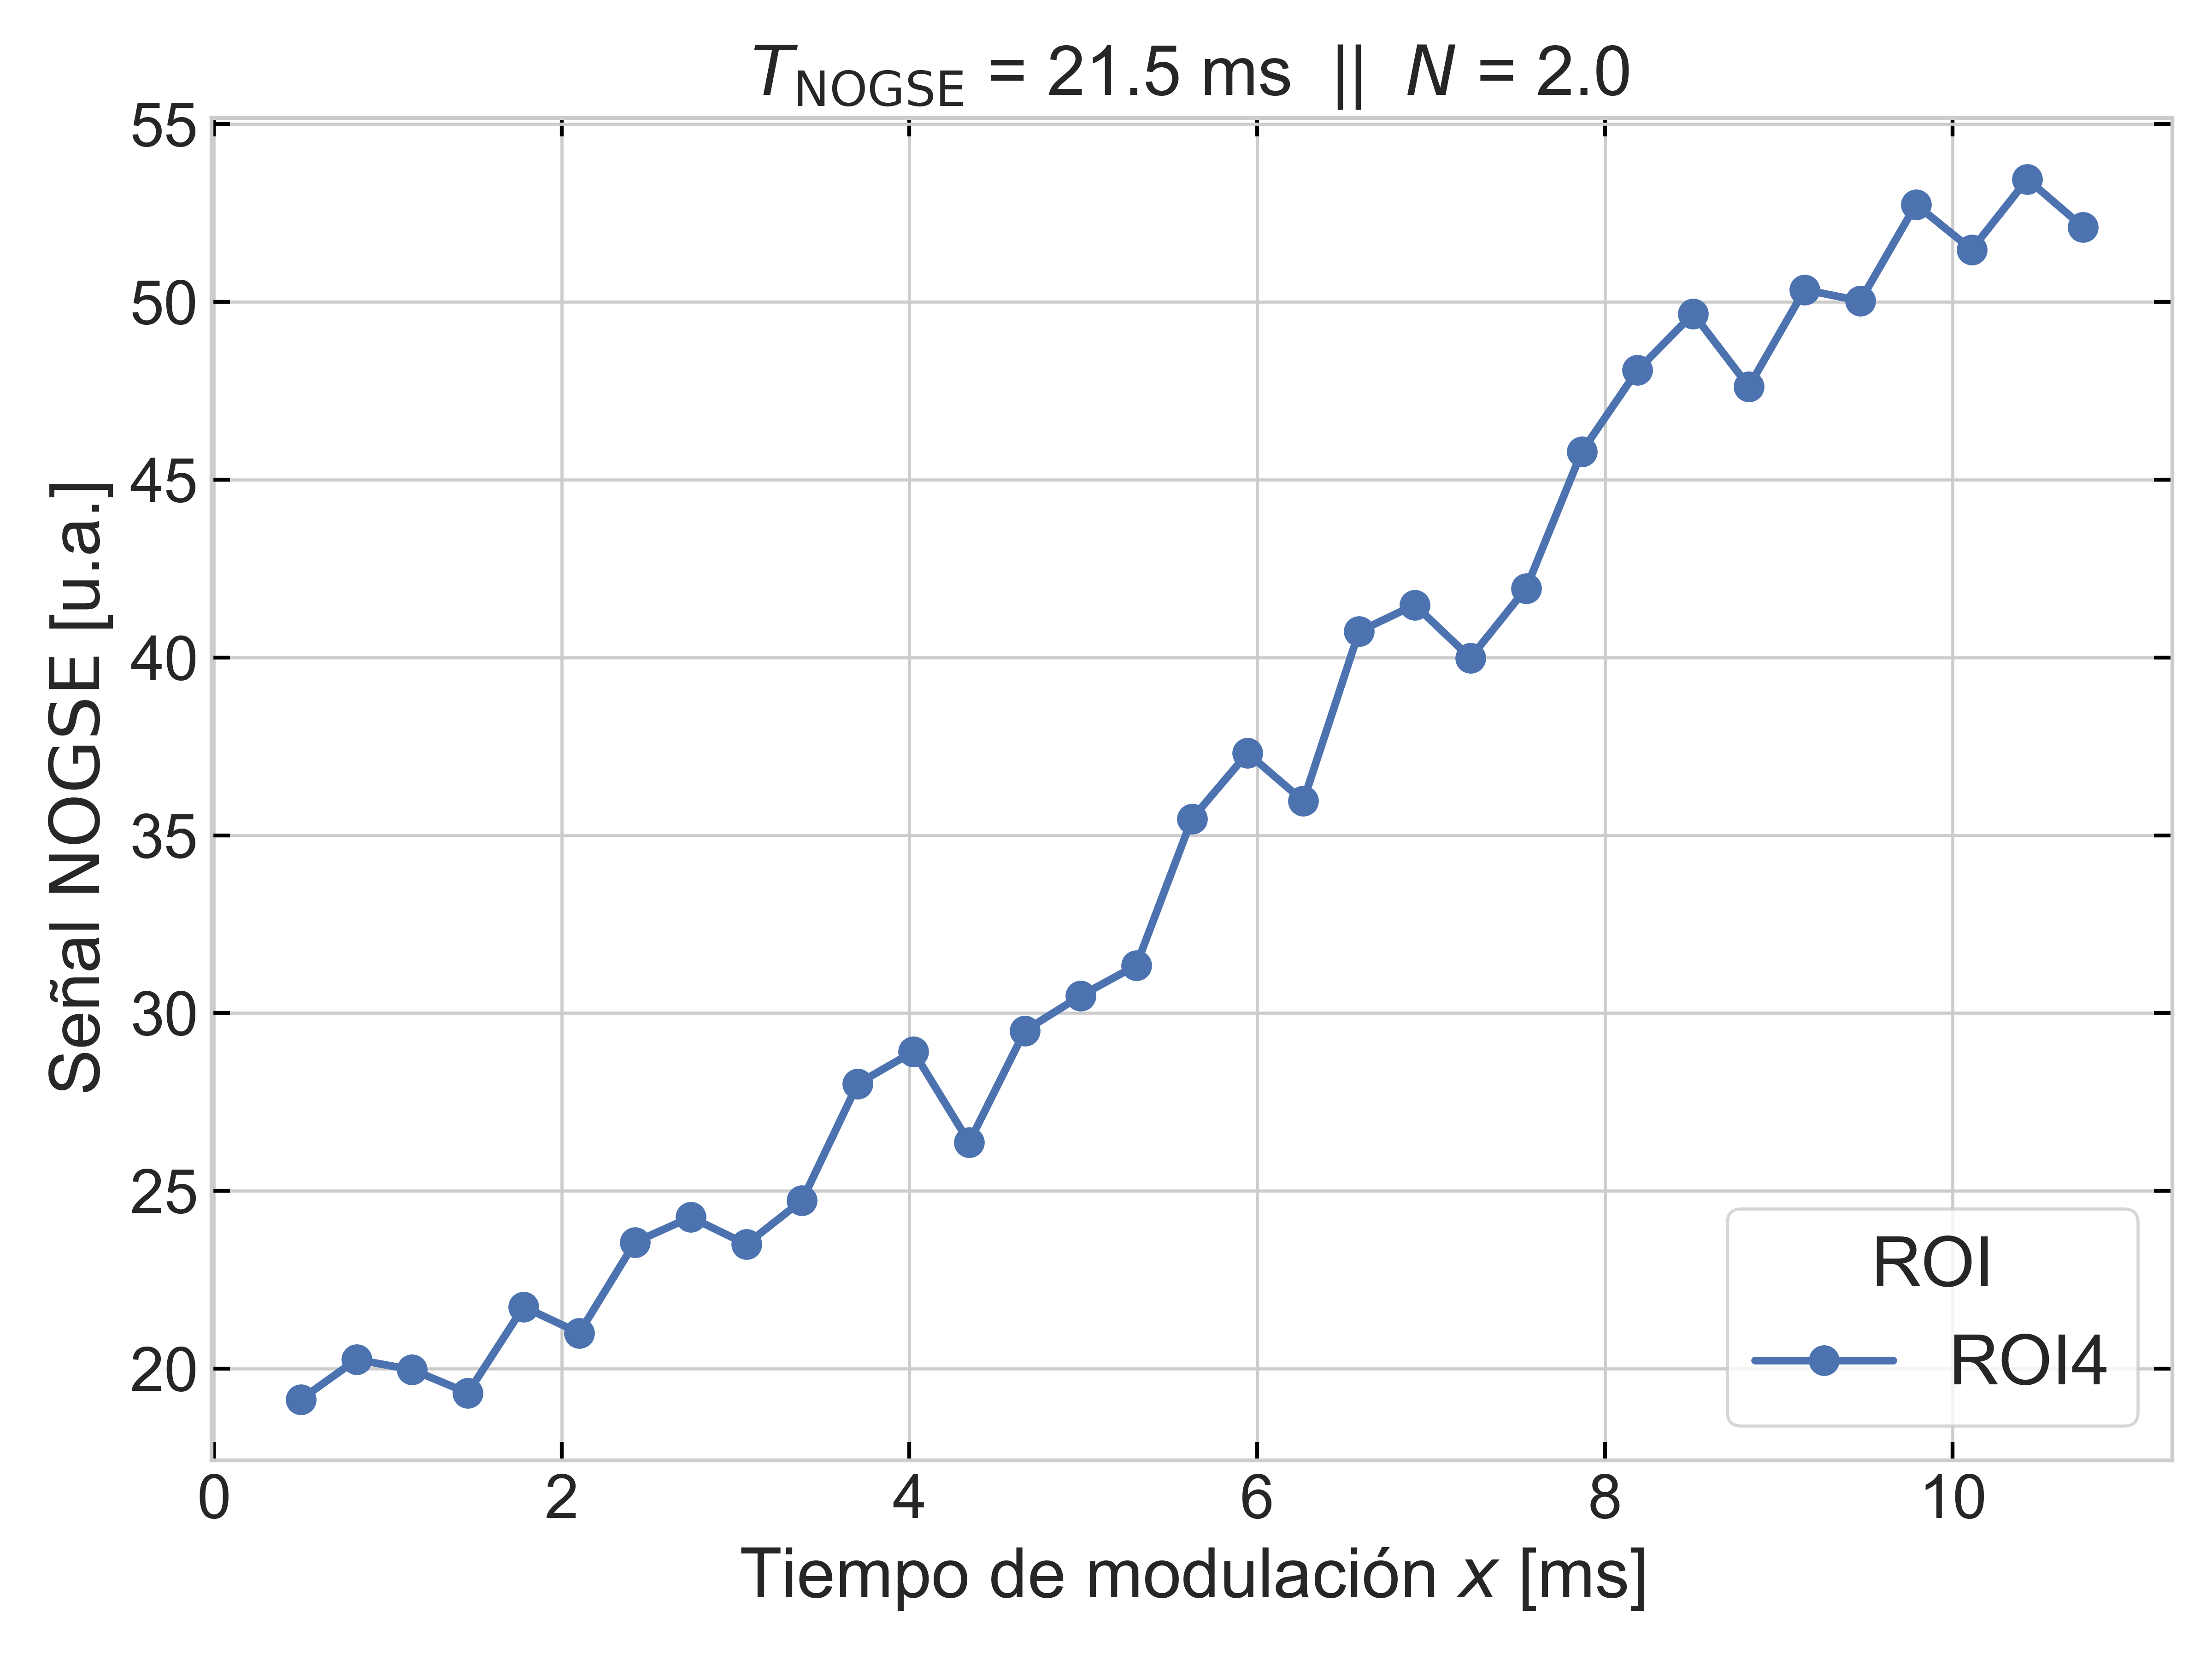 T_NOGSE = 21.5 ms || N = 2.0
55
50
45
40
35
30
25
20
Señal NOGSE [u.a.]
ROI
ROI4
0 2 4 6 8 10
Tiempo de modulación x [ms]